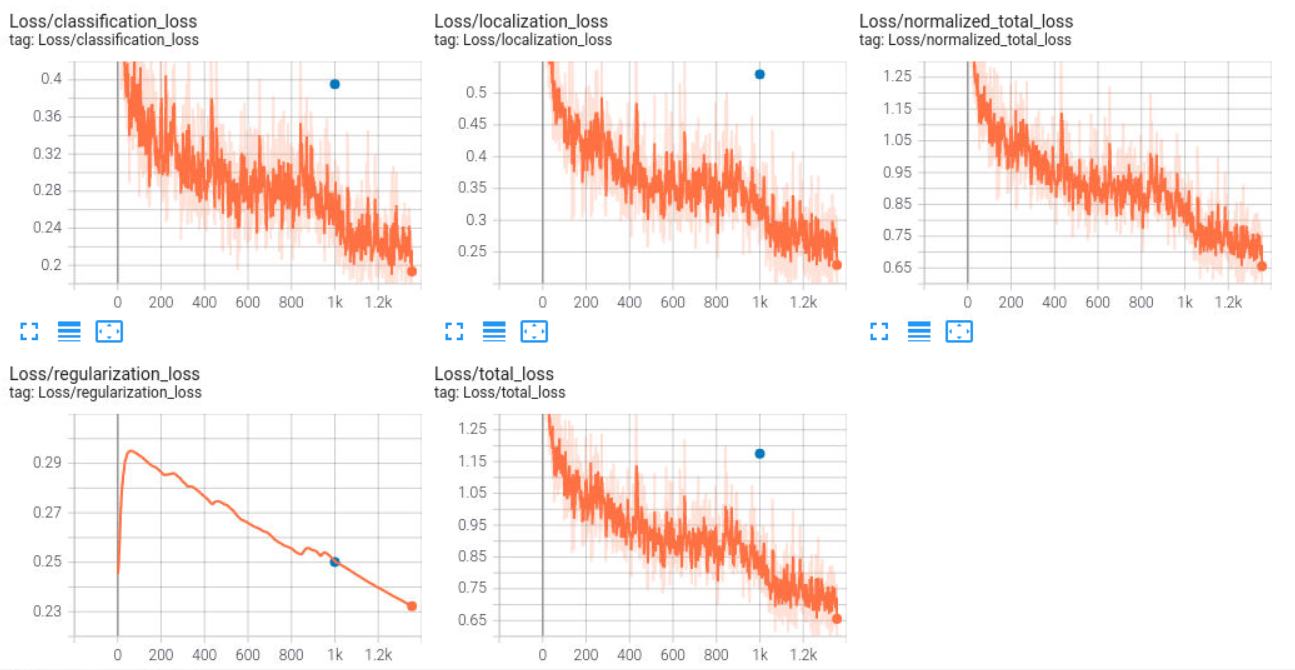 Loss/classification_loss
tag: Loss/classification_loss
0.4
0.36
0.32
0.28
0.24
0.2
0 200 400 600 800 1k 1.2k
Loss/localization_loss
tag: Loss/localization_loss
0.5
0.45
0.4
0.35
0.3
0.25
0 200 400 600 800 1k 1.2k
Loss/normalized_total_loss
tag: Loss/normalized_total_loss
1.25
1.15
1.05
0.95
0.85
0.75
0.65
0 200 400 600 800 1k 1.2k
Loss/regularization_loss
tag: Loss/regularization_loss
0.29
0.27
0.25
0.23
0 200 400 600 800 1k 1.2k
Loss/total_loss
tag: Loss/total_loss
1.25
1.15
1.05
0.95
0.85
0.75
0.65
0 200 400 600 800 1k 1.2k